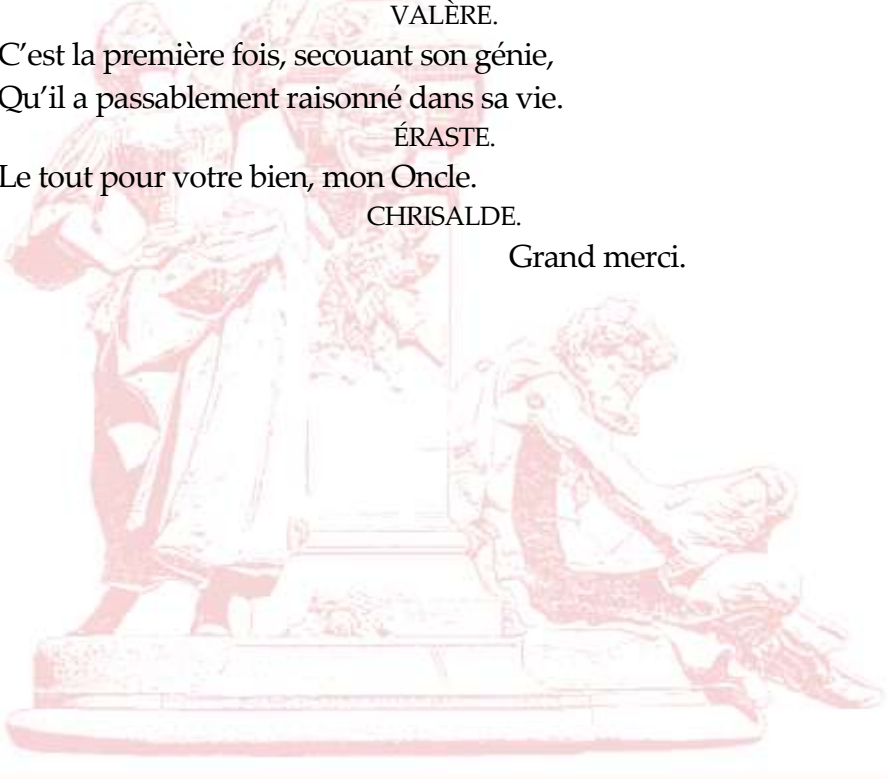 VALÈRE.
C’est la première fois, secouant son génie,
Qu’il a passablement raisonné dans sa vie.
ÉRASTE.
Le tout pour votre bien, mon Oncle.
CHRISALDE.
Grand merci.